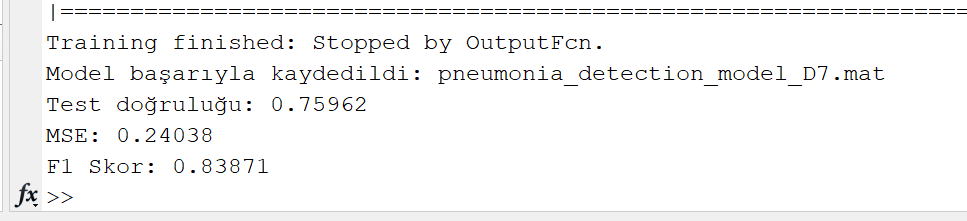 |==================================================================
Training finished: Stopped by OutputFcn.
Model başarıyla kaydedildi: pneumonia_detection_model_D7.mat
Test doğruluğu: 0.75962
MSE: 0.24038
F1 Skor: 0.83871
fx >>